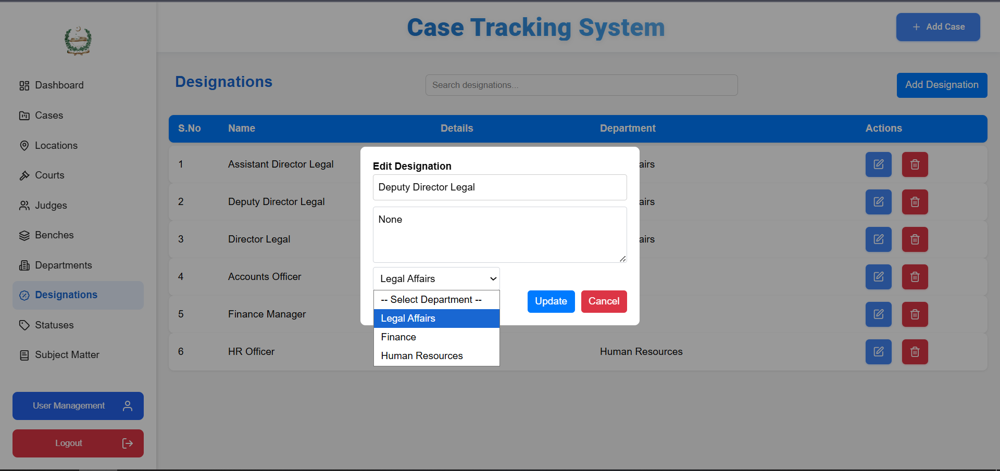 Case Tracking System
+ Add Case
Dashboard
Cases
Locations
Courts
Judges
Benches
Departments
Designations
Statuses
Subject Matter
User Management
Logout
Designations
Search designations...
Add Designation
S.No Name Details Department Actions
1 Assistant Director Legal airs
2 Deputy Director Legal airs
3 Director Legal airs
4 Accounts Officer
5 Finance Manager
6 HR Officer Human Resources
Edit Designation
Deputy Director Legal
None
Legal Affairs
-- Select Department --
Legal Affairs
Finance
Human Resources
Update Cancel